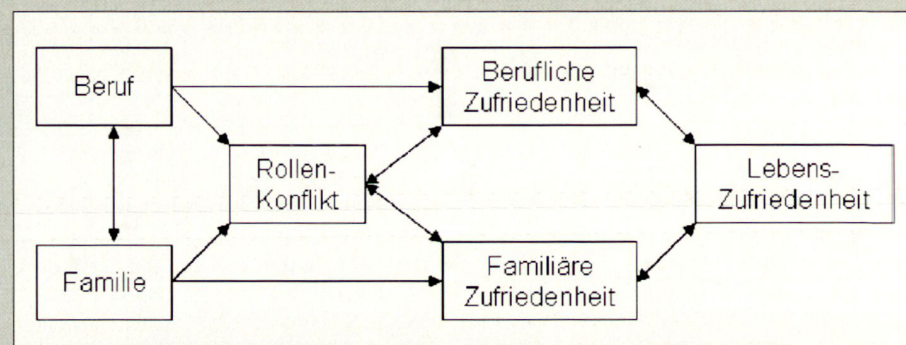 Beruf
Berufliche
Zufriedenheit
Rollen-
Konflikt
Lebens-
Zufriedenheit
Familie
Familiäre
Zufriedenheit